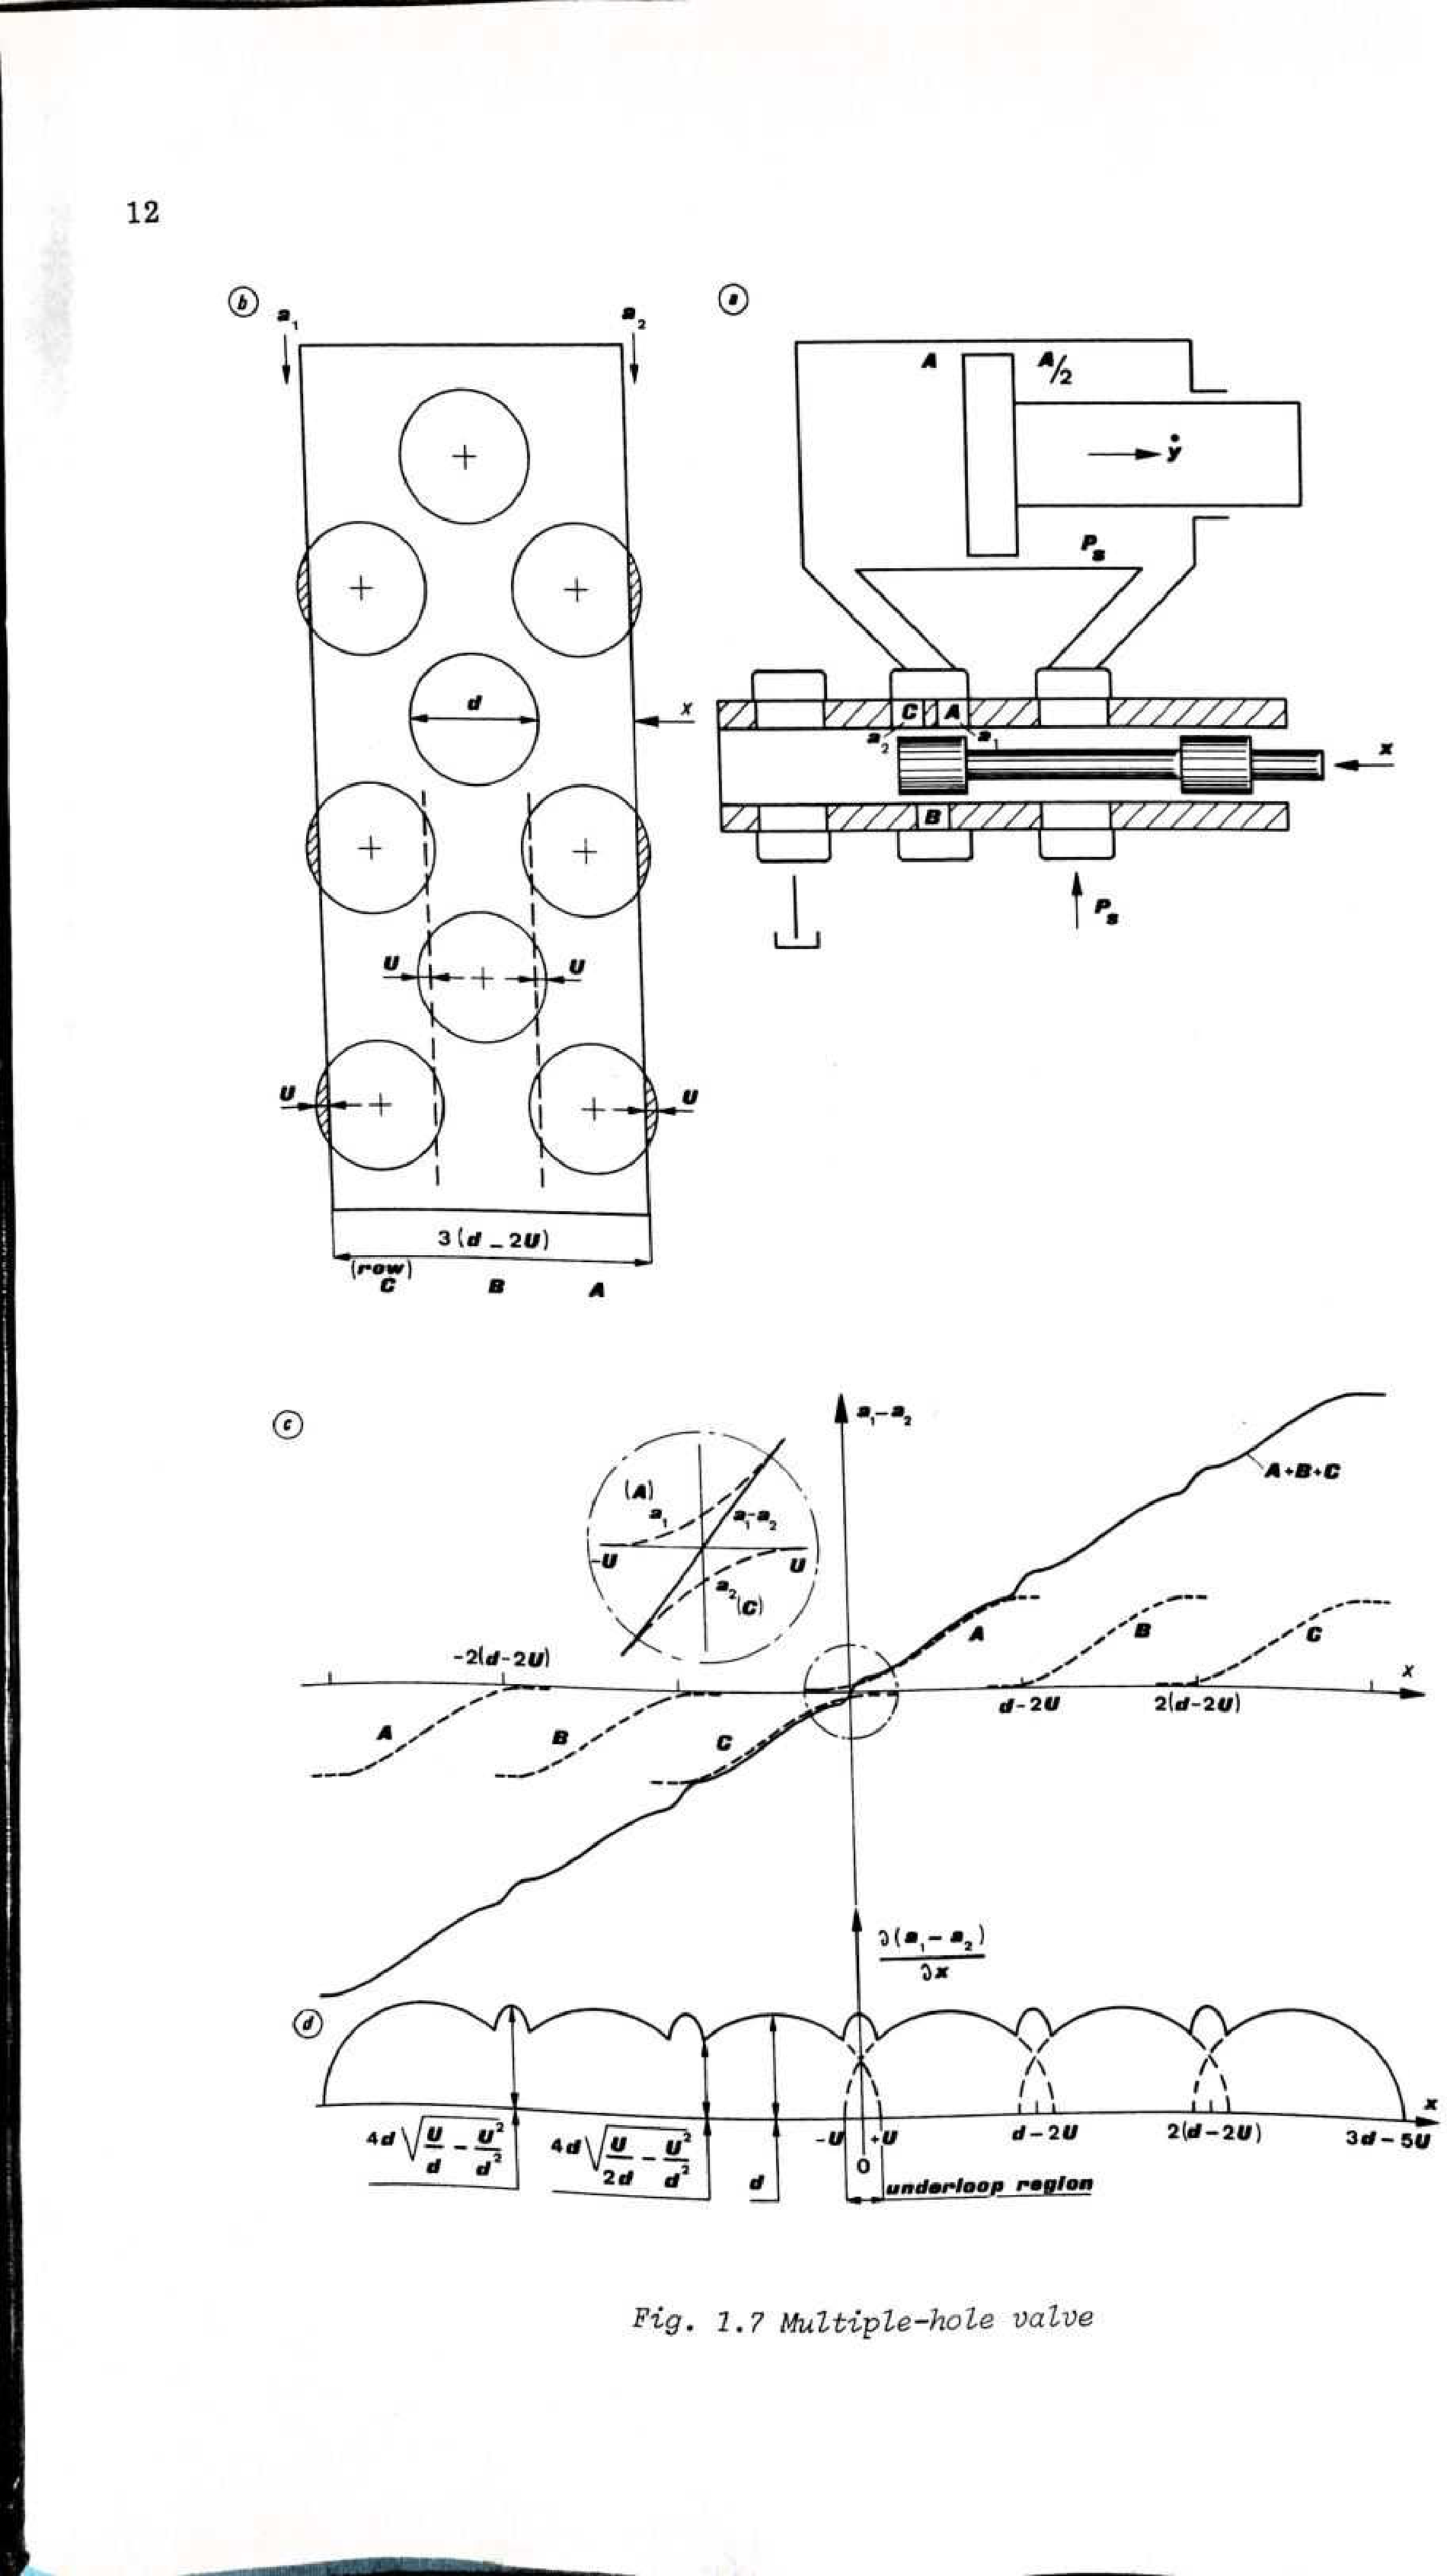 12
b
a
a₁
a₂
A
A/2
ẏ
Pₛ
d
x
C
A
a₂
a₁
x
B
Pₛ
U
U
U
U
3(d – 2U)
(row)
C B A
c
a₁–a₂
A+B+C
(A)
a₁
a₁–a₂
–U
U
a₂(C)
A
B
C
–2(d–2U)
x
d–2U
2(d–2U)
A
B
C
∂(a₁– a₂)
∂x
d
x
4d √(U/d – U²/d²)
4d √(U/2d – U²/d²)
d
–U
+U
0
d–2U
2(d–2U)
3d–5U
underloop region
Fig. 1.7 Multiple-hole valve